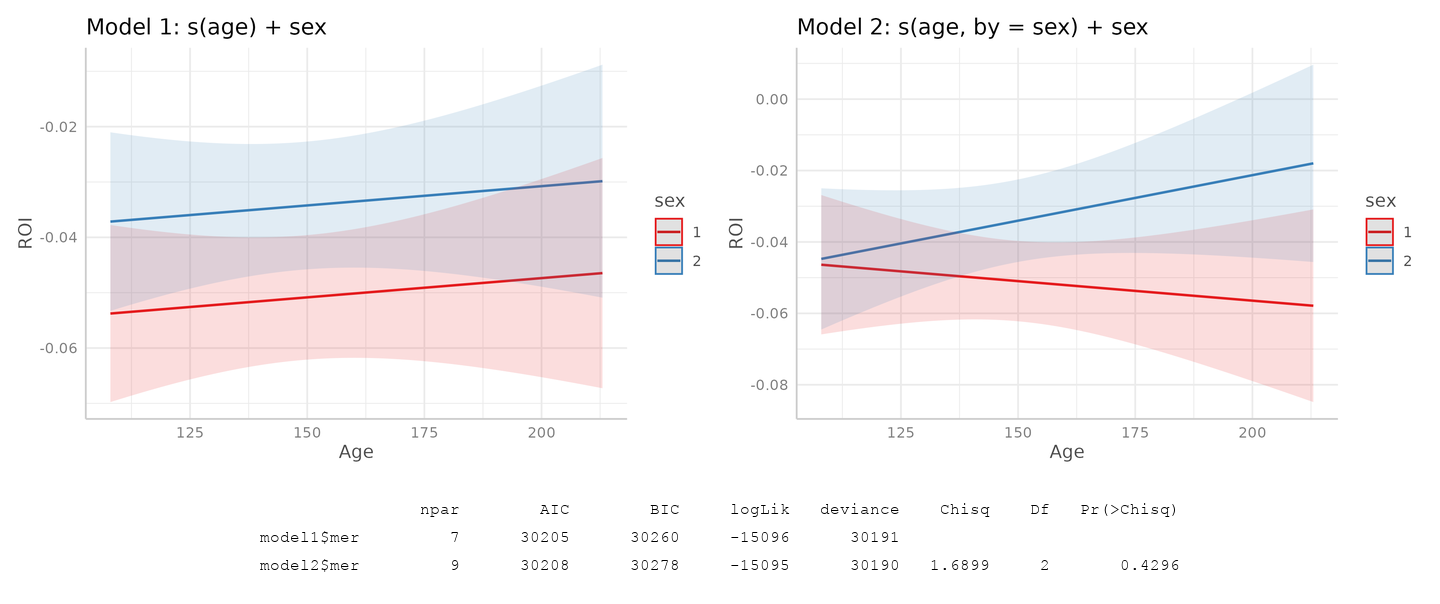 Model 1: s(age) + sex
-0.02
-0.04
-0.06
ROI
125 150 175 200
Age
sex
1
2
Model 2: s(age, by = sex) + sex
0.00
-0.02
-0.04
-0.06
-0.08
ROI
125 150 175 200
Age
sex
1
2
npar AIC BIC logLik deviance Chisq Df Pr(>Chisq)
model1$mer 7 30205 30260 -15096 30191
model2$mer 9 30208 30278 -15095 30190 1.6899 2 0.4296